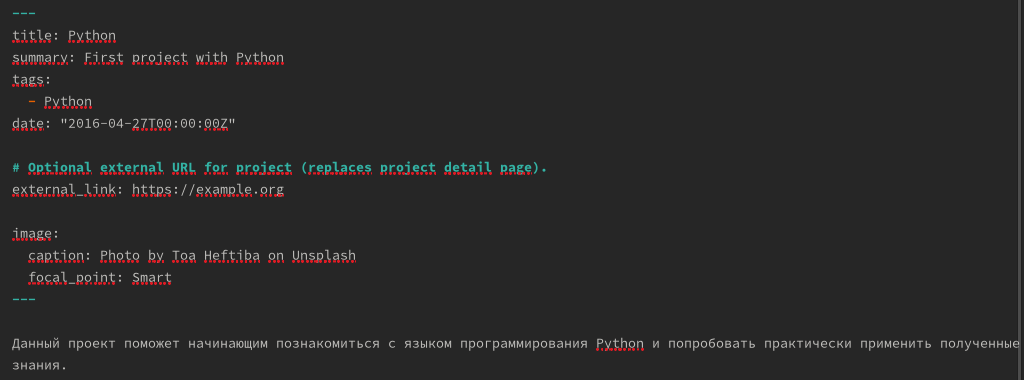 ---
title: Python
summary: First project with Python
tags:
  - Python
date: "2016-04-27T00:00:00Z"
# Optional external URL for project (replaces project detail page).
external_link: https://example.org
image:
  caption: Photo by Toa Heftiba on Unsplash
  focal_point: Smart
---
Данный проект поможет начинающим познакомиться с языком программирования Python и попробовать практически применить полученные
знания.